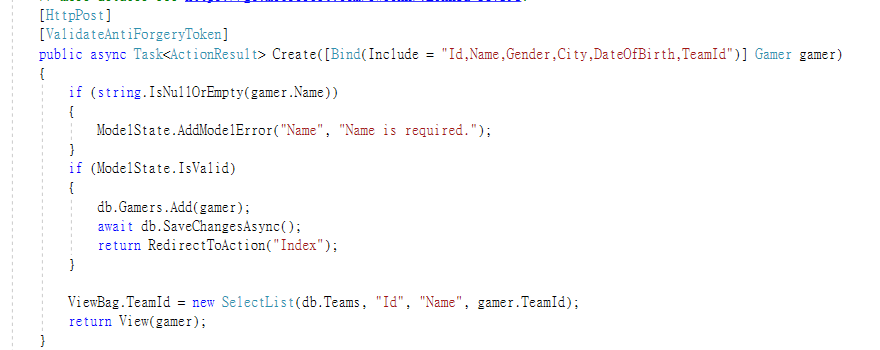 [HttpPost]
[ValidateAntiForgeryToken]
public async Task<ActionResult> Create([Bind(Include = "Id,Name,Gender,City,DateOfBirth,TeamId")] Gamer gamer)
{
if (string.IsNullOrEmpty(gamer.Name))
{
ModelState.AddModelError("Name", "Name is required.");
}
if (ModelState.IsValid)
{
db.Gamers.Add(gamer);
await db.SaveChangesAsync();
return RedirectToAction("Index");
}
ViewBag.TeamId = new SelectList(db.Teams, "Id", "Name", gamer.TeamId);
return View(gamer);
}